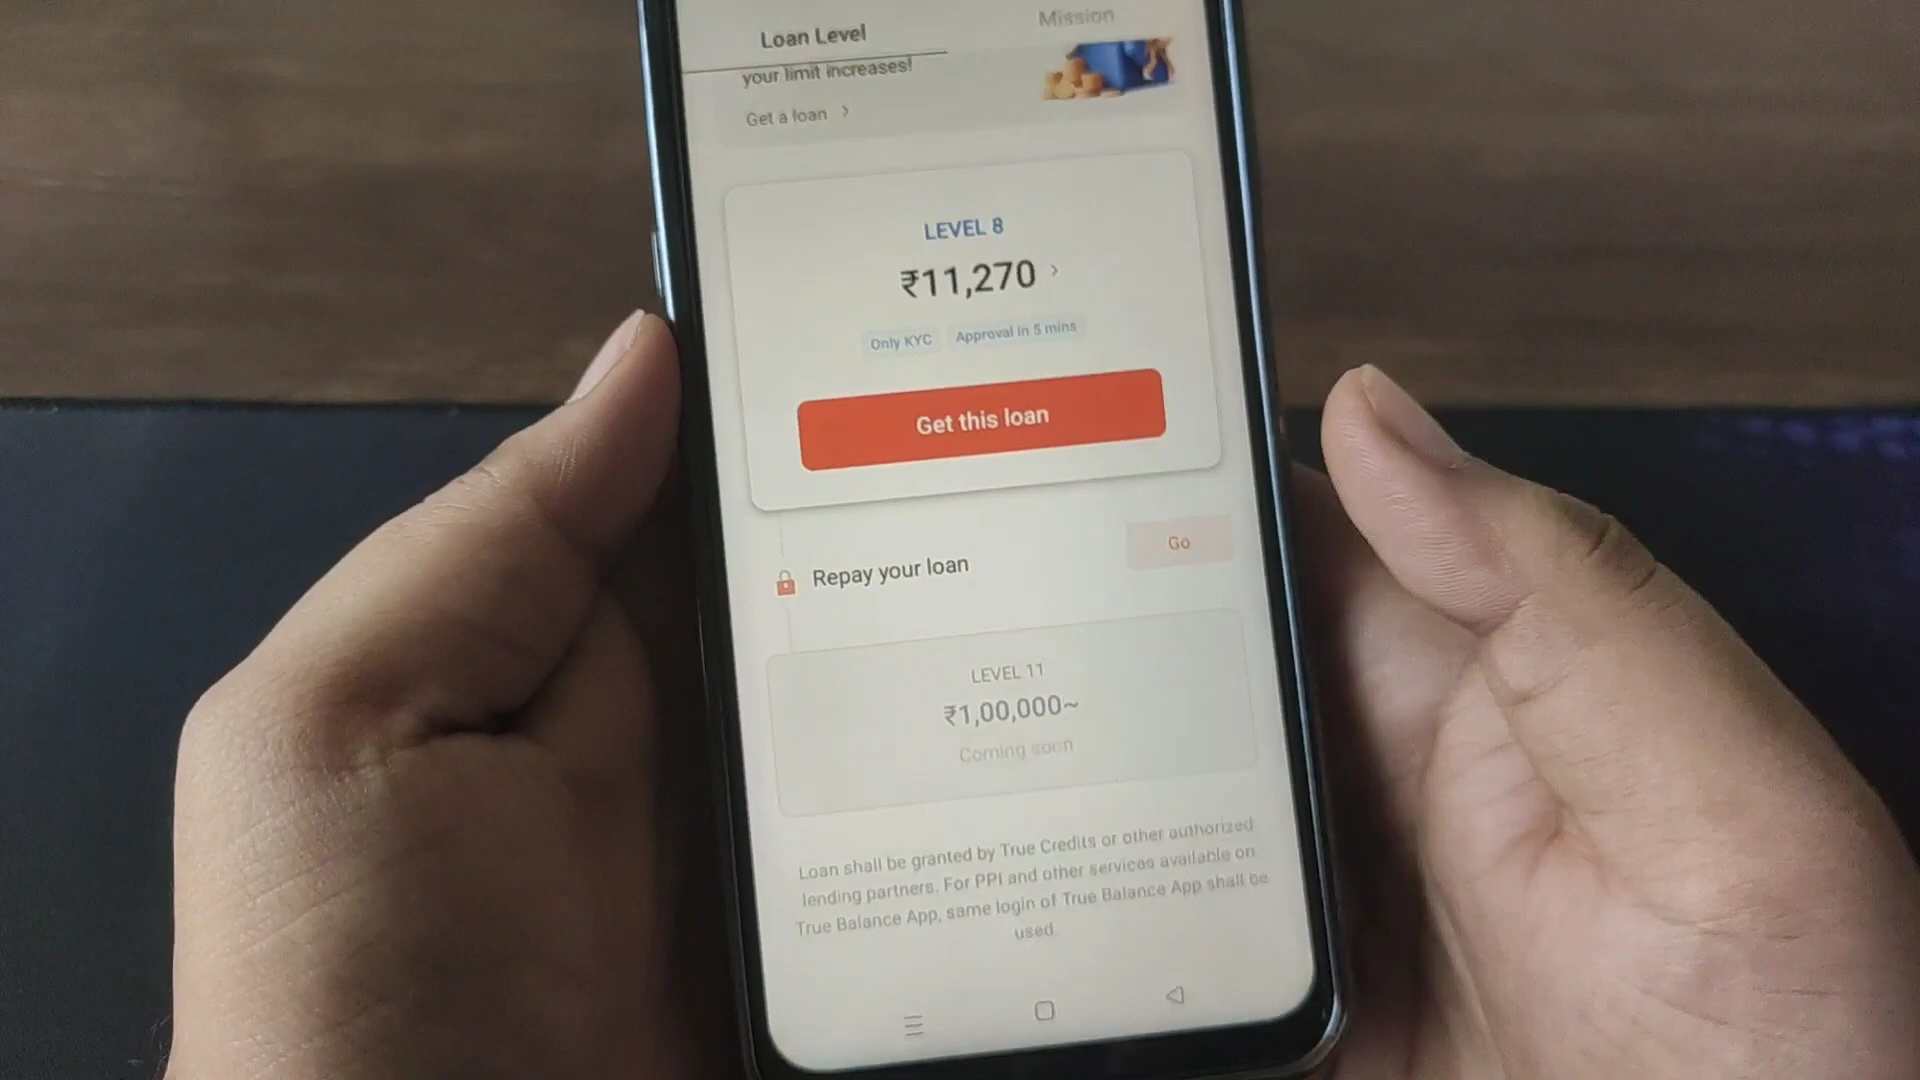 Loan Level
Mission
your limit increases!
Get a loan >
LEVEL 8
₹11,270 >
Only KYC
Approval in 5 mins
Get this loan
Repay your loan
Go
LEVEL 11
₹1,00,000~
Coming soon
Loan shall be granted by True Credits or other authorized
lending partners. For PPI and other services available on
True Balance App, same login of True Balance App shall be
used